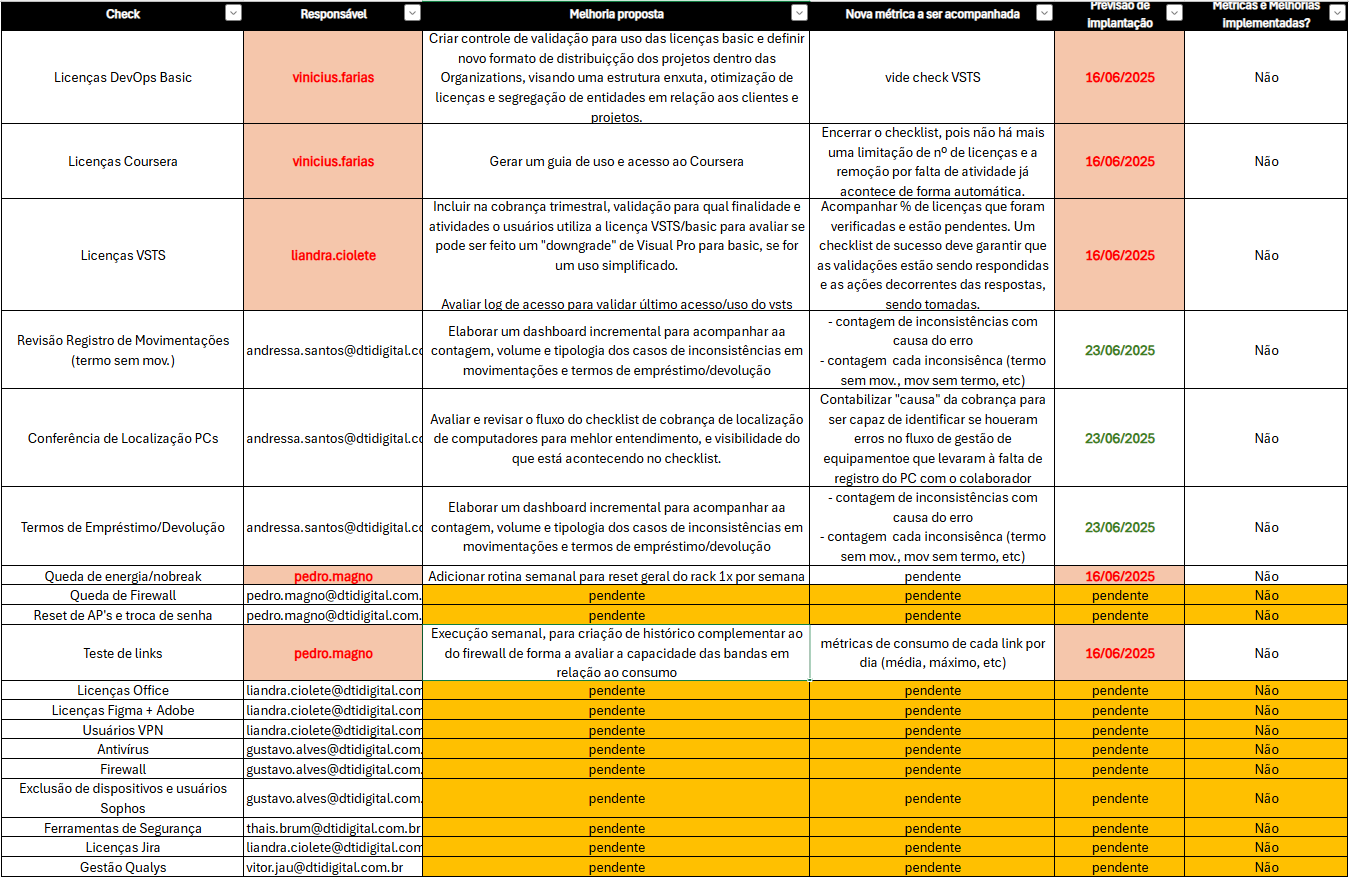 Check
Responsável
Melhoria proposta
Nova métrica a ser acompanhada
Previsão de
implantação
Métricas e Melhorias
implementadas?
Licenças DevOps Basic
vinicius.farias
Criar controle de validação para uso das licenças basic e definir
novo formato de distribuicção dos projetos dentro das
Organizations, visando uma estrutura enxuta, otimização de
licenças e segregação de entidades em relação aos clientes e
projetos.
vide check VSTS
16/06/2025
Não
Licenças Coursera
vinicius.farias
Gerar um guia de uso e acesso ao Coursera
Encerrar o checklist, pois não há mais
uma limitação de nº de licenças e a
remoção por falta de atividade já
acontece de forma automática.
16/06/2025
Não
Licenças VSTS
liandra.ciolete
Incluir na cobrança trimestral, validação para qual finalidade e
atividades o usuários utiliza a licença VSTS/basic para avaliar se
pode ser feito um "downgrade" de Visual Pro para basic, se for
um uso simplificado.
Avaliar log de acesso para validar último acesso/uso do vsts
Acompanhar % de licenças que foram
verificadas e estão pendentes. Um
checklist de sucesso deve garantir que
as validações estão sendo respondidas
e as ações decorrentes das respostas,
sendo tomadas.
16/06/2025
Não
Revisão Registro de Movimentações
(termo sem mov.)
andressa.santos@dtidigital.co
Elaborar um dashboard incremental para acompanhar aa
contagem, volume e tipologia dos casos de inconsistências em
movimentações e termos de empréstimo/devolução
- contagem de inconsistências com
causa do erro
- contagem cada inconsisênca (termo
sem mov., mov sem termo, etc)
23/06/2025
Não
Conferência de Localização PCs
andressa.santos@dtidigital.co
Avaliar e revisar o fluxo do checklist de cobrança de localização
de computadores para mehlor entendimento, e visibilidade do
que está acontecendo no checklist.
Contabilizar "causa" da cobrança para
ser capaz de identificar se houeram
erros no fluxo de gestão de
equipamentoe que levaram à falta de
registro do PC com o colaborador
23/06/2025
Não
Termos de Empréstimo/Devolução
andressa.santos@dtidigital.co
Elaborar um dashboard incremental para acompanhar aa
contagem, volume e tipologia dos casos de inconsistências em
movimentações e termos de empréstimo/devolução
- contagem de inconsistências com
causa do erro
- contagem cada inconsisênca (termo
sem mov., mov sem termo, etc)
23/06/2025
Não
Queda de energia/nobreak
pedro.magno
Adicionar rotina semanal para reset geral do rack 1x por semana
pendente
16/06/2025
Não
Queda de Firewall
pedro.magno@dtidigital.com.
pendente
pendente
pendente
Não
Reset de AP's e troca de senha
pedro.magno@dtidigital.com.
pendente
pendente
pendente
Não
Teste de links
pedro.magno
Execução semanal, para criação de histórico complementar ao
do firewall de forma a avaliar a capacidade das bandas em
relação ao consumo
métricas de consumo de cada link por
dia (média, máximo, etc)
16/06/2025
Não
Licenças Office
liandra.ciolete@dtidigital.com
pendente
pendente
pendente
Não
Licenças Figma + Adobe
liandra.ciolete@dtidigital.com
pendente
pendente
pendente
Não
Usuários VPN
liandra.ciolete@dtidigital.com
pendente
pendente
pendente
Não
Antivírus
gustavo.alves@dtidigital.com.
pendente
pendente
pendente
Não
Firewall
gustavo.alves@dtidigital.com.
pendente
pendente
pendente
Não
Exclusão de dispositivos e usuários
Sophos
gustavo.alves@dtidigital.com.
pendente
pendente
pendente
Não
Ferramentas de Segurança
thais.brum@dtidigital.com.br
pendente
pendente
pendente
Não
Licenças Jira
liandra.ciolete@dtidigital.com
pendente
pendente
pendente
Não
Gestão Qualys
vitor.jau@dtidigital.com.br
pendente
pendente
pendente
Não